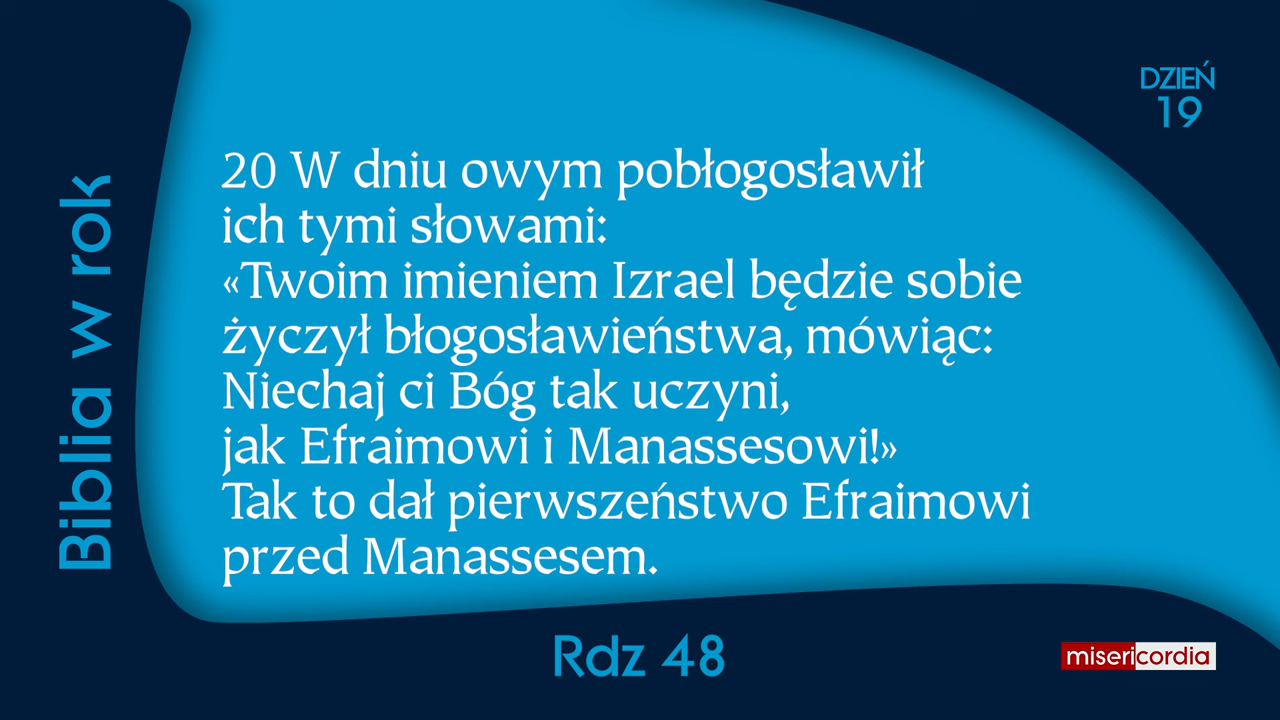 DZIEŃ
19
Biblia w rok
20 W dniu owym pobłogosławił
ich tymi słowami:
«Twoim imieniem Izrael będzie sobie
życzył błogosławieństwa, mówiąc:
Niechaj ci Bóg tak uczyni,
jak Efraimowi i Manassesowi!»
Tak to dał pierwszeństwo Efraimowi
przed Manassesem.
Rdz 48
misericordia